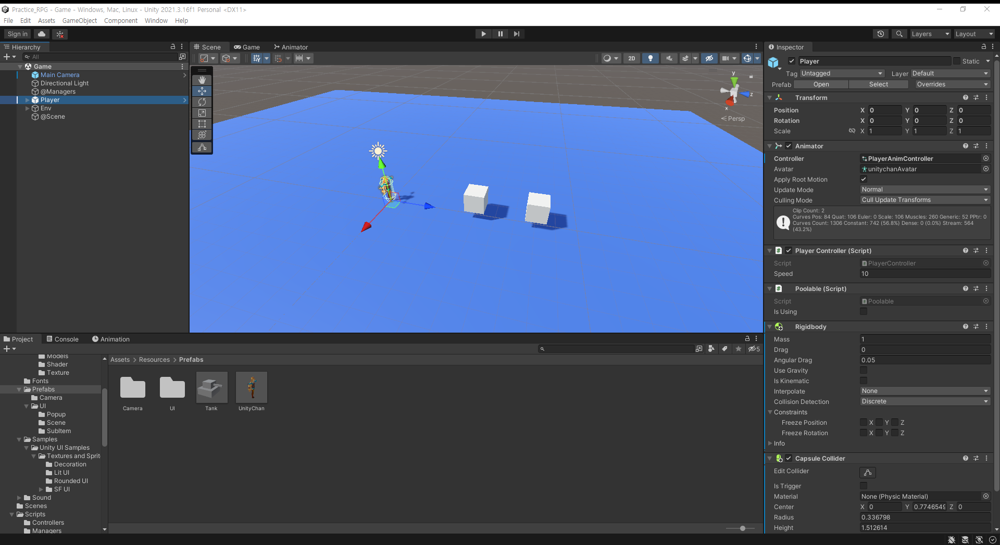 Practice_RPG - Game - Windows, Mac, Linux - Unity 2021.3.16f1 Personal <DX11>
File Edit Assets GameObject Component Window Help
Sign in
Layers Layout
Hierarchy
All
Game
Main Camera
Directional Light
@Managers
Player
Env
@Scene
Scene Game Animator
2D
y
z
x
Persp
Project Console Animation
5
Models
Shader
Texture
Fonts
Prefabs
Camera
UI
Popup
Scene
SubItem
Samples
Unity UI Samples
Textures and Sprit
Decoration
Lit UI
Rounded UI
SF UI
Sound
Scenes
Scripts
Controllers
Managers
Assets > Resources > Prefabs
Camera UI Tank UnityChan
Inspector
Player Static
Tag Untagged Layer Default
Prefab Open Select Overrides
Transform
Position X 0 Y 0 Z 0
Rotation X 0 Y 0 Z 0
Scale X 1 Y 1 Z 1
Animator
Controller PlayerAnimController
Avatar unitychanAvatar
Apply Root Motion
Update Mode Normal
Culling Mode Cull Update Transforms
Clip Count: 2
Curves Pos: 84 Quat: 106 Euler: 0 Scale: 106 Muscles: 260 Generic: 52 PPtr: 0
Curves Count: 1306 Constant: 742 (56.8%) Dense: 0 (0.0%) Stream: 564
(43.2%)
Player Controller (Script)
Script PlayerController
Speed 10
Poolable (Script)
Script Poolable
Is Using
Rigidbody
Mass 1
Drag 0
Angular Drag 0.05
Use Gravity
Is Kinematic
Interpolate None
Collision Detection Discrete
Constraints
Freeze Position X Y Z
Freeze Rotation X Y Z
Info
Capsule Collider
Edit Collider
Is Trigger
Material None (Physic Material)
Center X 0 Y 0.7746549 Z 0
Radius 0.336798
Height 1.512614